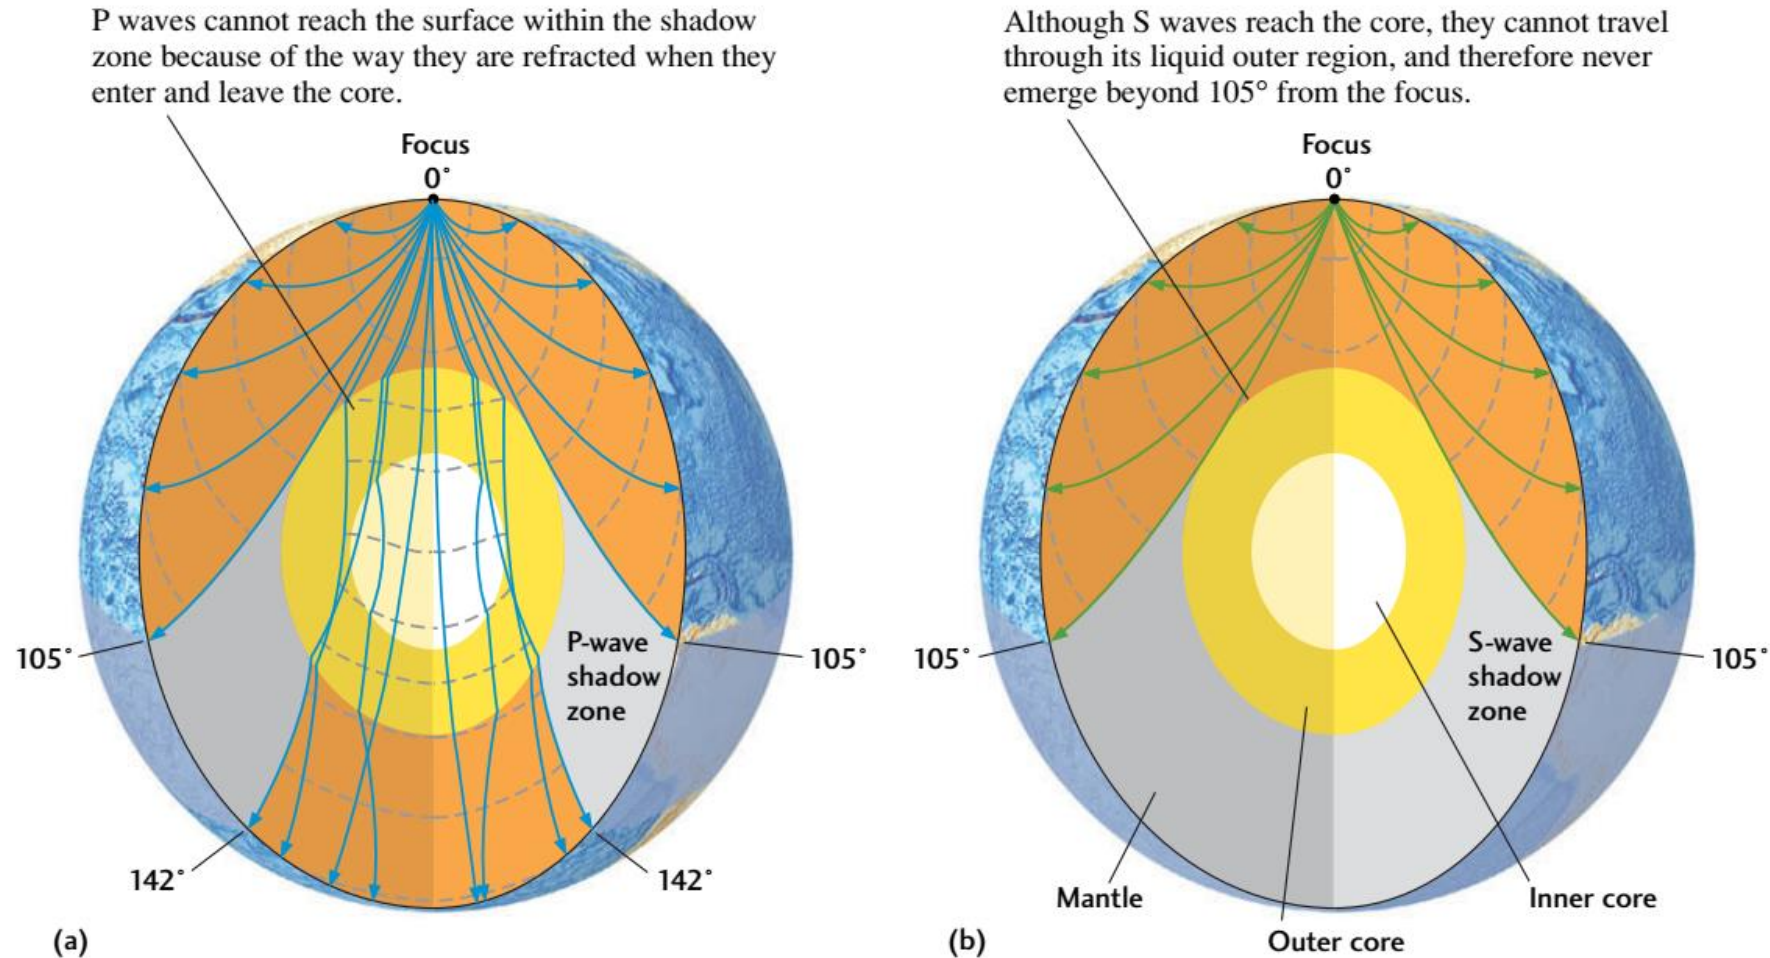 P waves cannot reach the surface within the shadow
zone because of the way they are refracted when they
enter and leave the core.
Focus
0°
105°
105°
P-wave
shadow
zone
142°
142°
(a)
Although S waves reach the core, they cannot travel
through its liquid outer region, and therefore never
emerge beyond 105° from the focus.
Focus
0°
105°
105°
S-wave
shadow
zone
Mantle
Inner core
Outer core
(b)